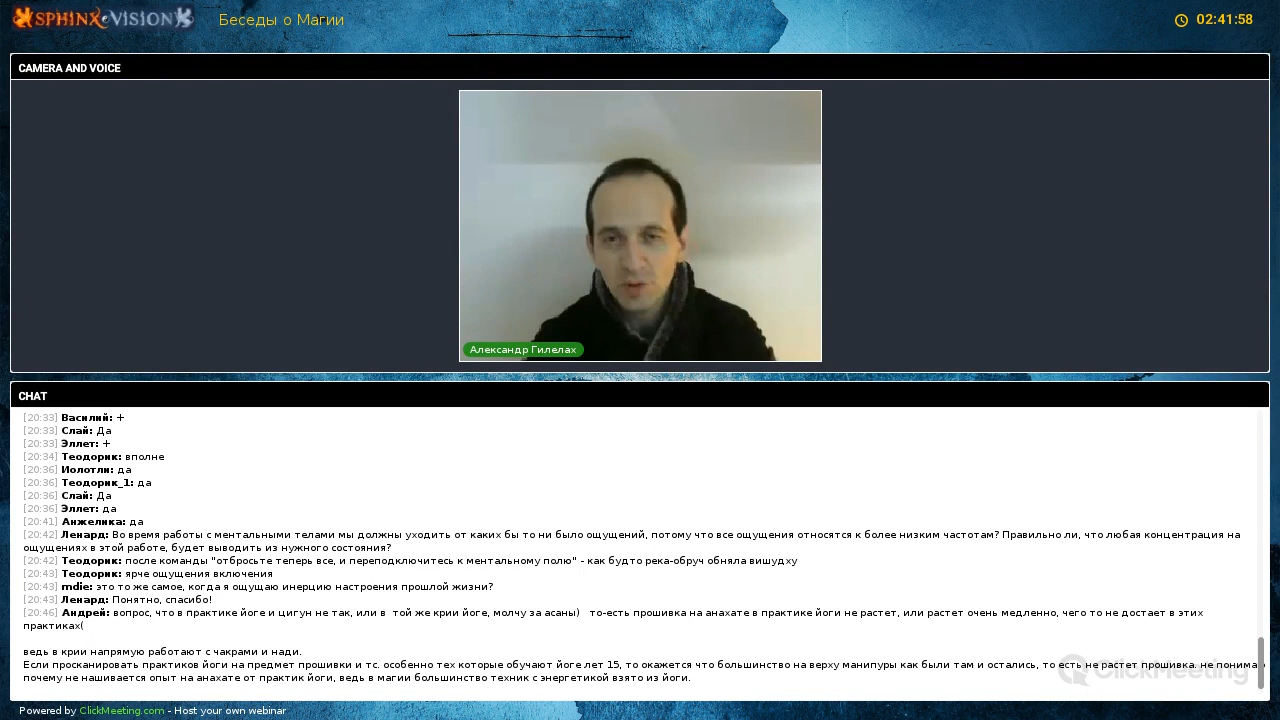 SPHINX VISION
Беседы о Магии
02:41:58
CAMERA AND VOICE
Александр Гилелах
CHAT
[20:33] Василий: +
[20:33] Слай: Да
[20:33] Эллет: +
[20:34] Теодорик: вполне
[20:36] Иолотли: да
[20:36] Теодорик_1: да
[20:36] Слай: Да
[20:36] Эллет: да
[20:41] Анжелика: да
[20:42] Ленард: Во время работы с ментальными телами мы должны уходить от каких бы то ни было ощущений, потому что все ощущения относятся к более низким частотам? Правильно ли, что любая концентрация на
ощущениях в этой работе, будет выводить из нужного состояния?
[20:42] Теодорик: после команды "отбросьте теперь все, и переподключитесь к ментальному полю" - как будто река-обруч обняла вишудху
[20:43] Теодорик: ярче ощущения включения
[20:43] mdie: это то же самое, когда я ощущаю инерцию настроения прошлой жизни?
[20:43] Ленард: Понятно, спасибо!
[20:46] Андрей: вопрос, что в практике йоге и цигун не так, или в той же крии йоге, молчу за асаны) то-есть прошивка на анахате в практике йоги не растет, или растет очень медленно, чего то не достает в этих
практиках(
ведь в крии напрямую работают с чакрами и нади.
Если просканировать практиков йоги на предмет прошивки и тс. особенно тех которые обучают йоге лет 15, то окажется что большинство на верху манипуры как были там и остались, то есть не растет прошивка. не понимаю
почему не нашивается опыт на анахате от практик йоги, ведь в магии большинство техник с энергетикой взято из йоги.
ClickMeeting
Powered by ClickMeeting.com - Host your own webinar